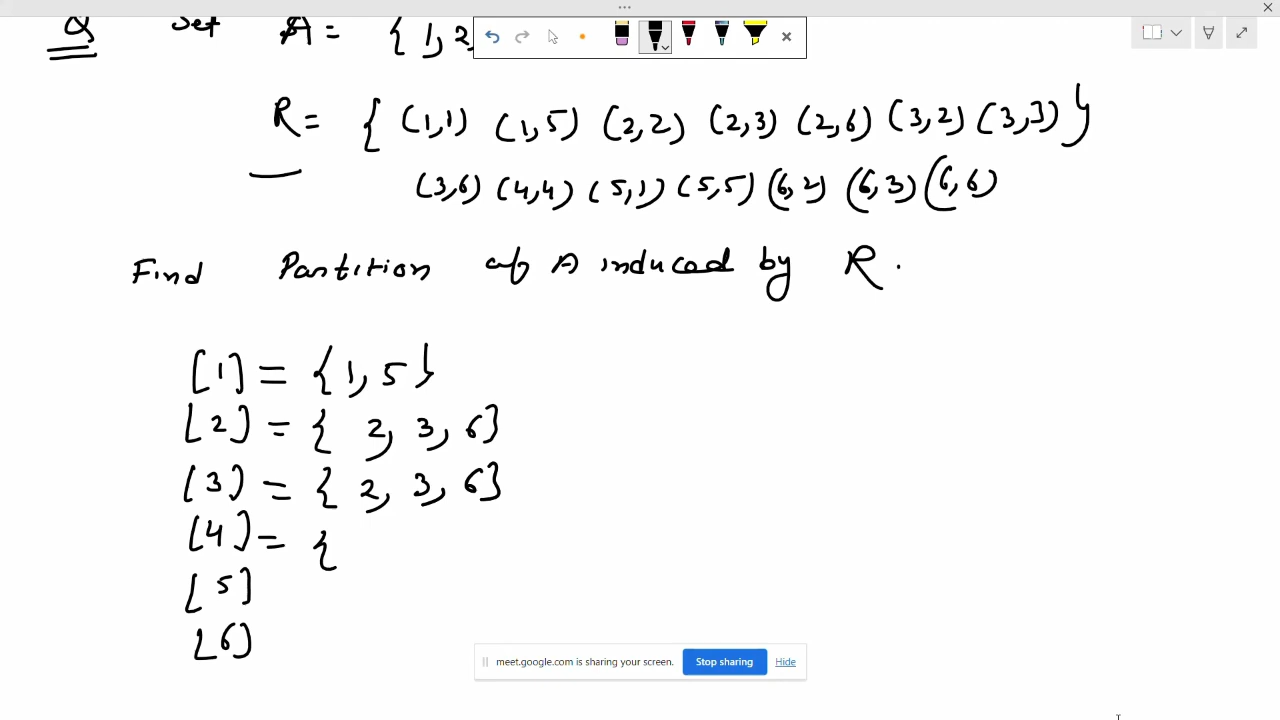 Q Set A = { 1, 2,
R = { (1,1) (1,5) (2,2) (2,3) (2,6) (3,2) (3,3) }
(3,6) (4,4) (5,1) (5,5) (6,2) (6,3) (6,6)
Find Partition of A induced by R.
[1] = { 1, 5 }
[2] = { 2, 3, 6 }
[3] = { 2, 3, 6 }
[4] = {
[5]
[6]
meet.google.com is sharing your screen. Stop sharing Hide